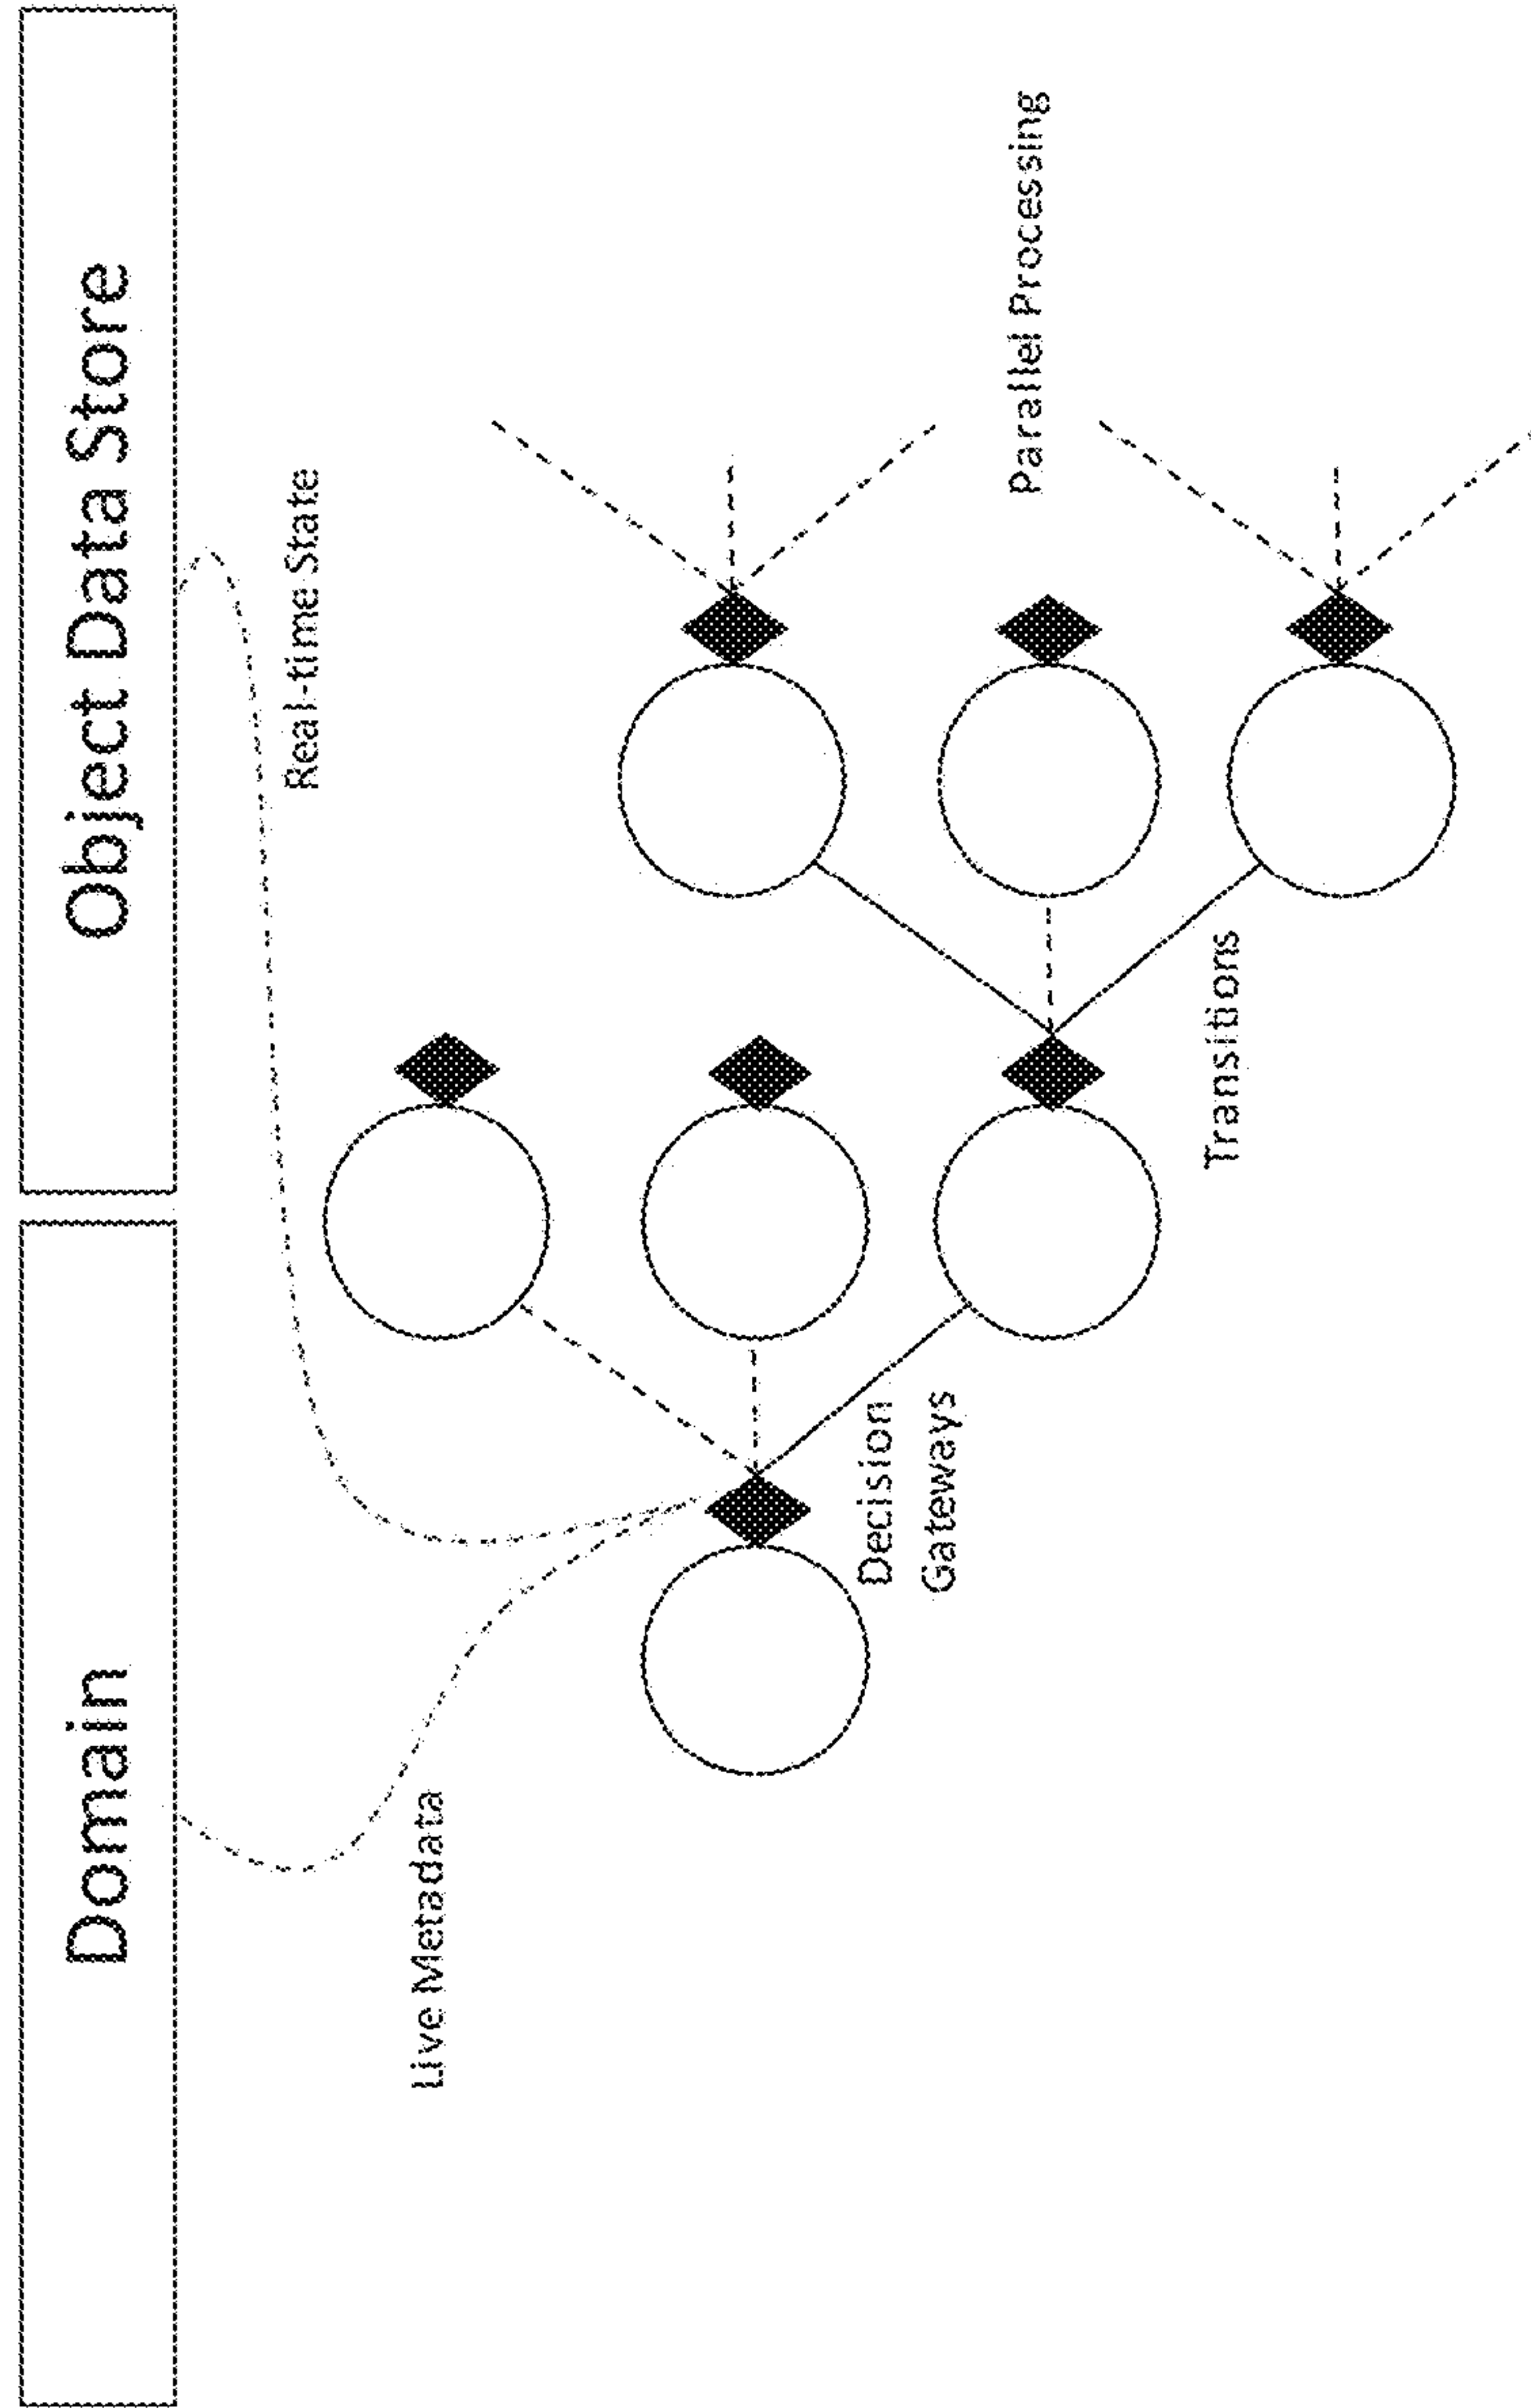 Domain
Object Data Store
Real-time State
Live Metadata
Decision
Gateways
Parallel Processing
Transitions